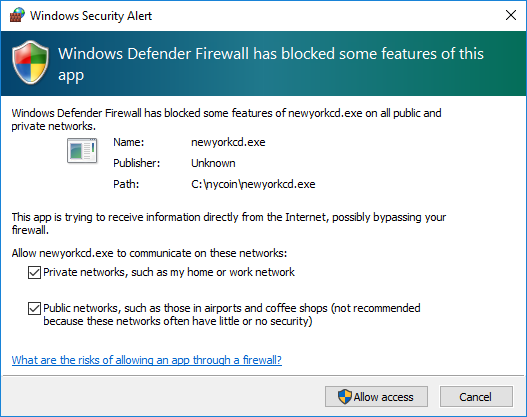 Windows Security Alert
Windows Defender Firewall has blocked some features of this
app
Windows Defender Firewall has blocked some features of newyorkcd.exe on all public and
private networks.
Name: newyorkcd.exe
Publisher: Unknown
Path: C:\nycoin\newyorkcd.exe
This app is trying to receive information directly from the Internet, possibly bypassing your
firewall.
Allow newyorkcd.exe to communicate on these networks:
Private networks, such as my home or work network
Public networks, such as those in airports and coffee shops (not recommended
because these networks often have little or no security)
What are the risks of allowing an app through a firewall?
Allow access Cancel